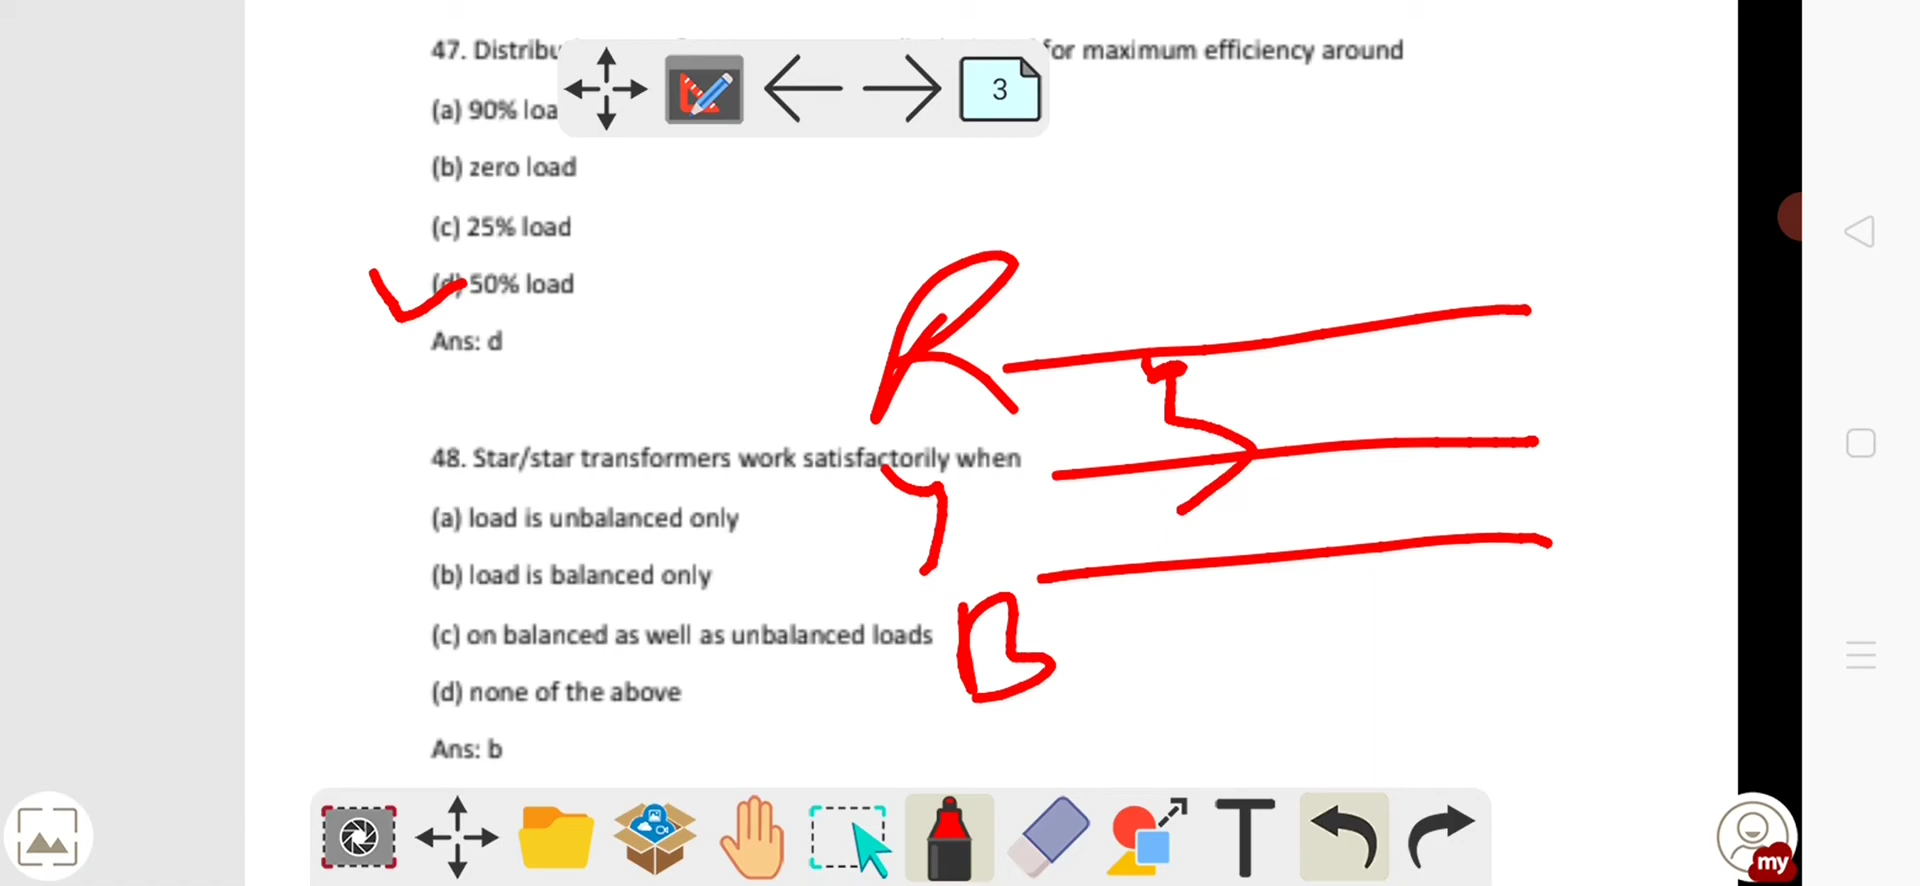 47. Distribu for maximum efficiency around
3
(a) 90% loa
(b) zero load
(c) 25% load
(d) 50% load
Ans: d
R
48. Star/star transformers work satisfactorily when
Y
(a) load is unbalanced only
(b) load is balanced only
(c) on balanced as well as unbalanced loads
B
(d) none of the above
Ans: b
T
my